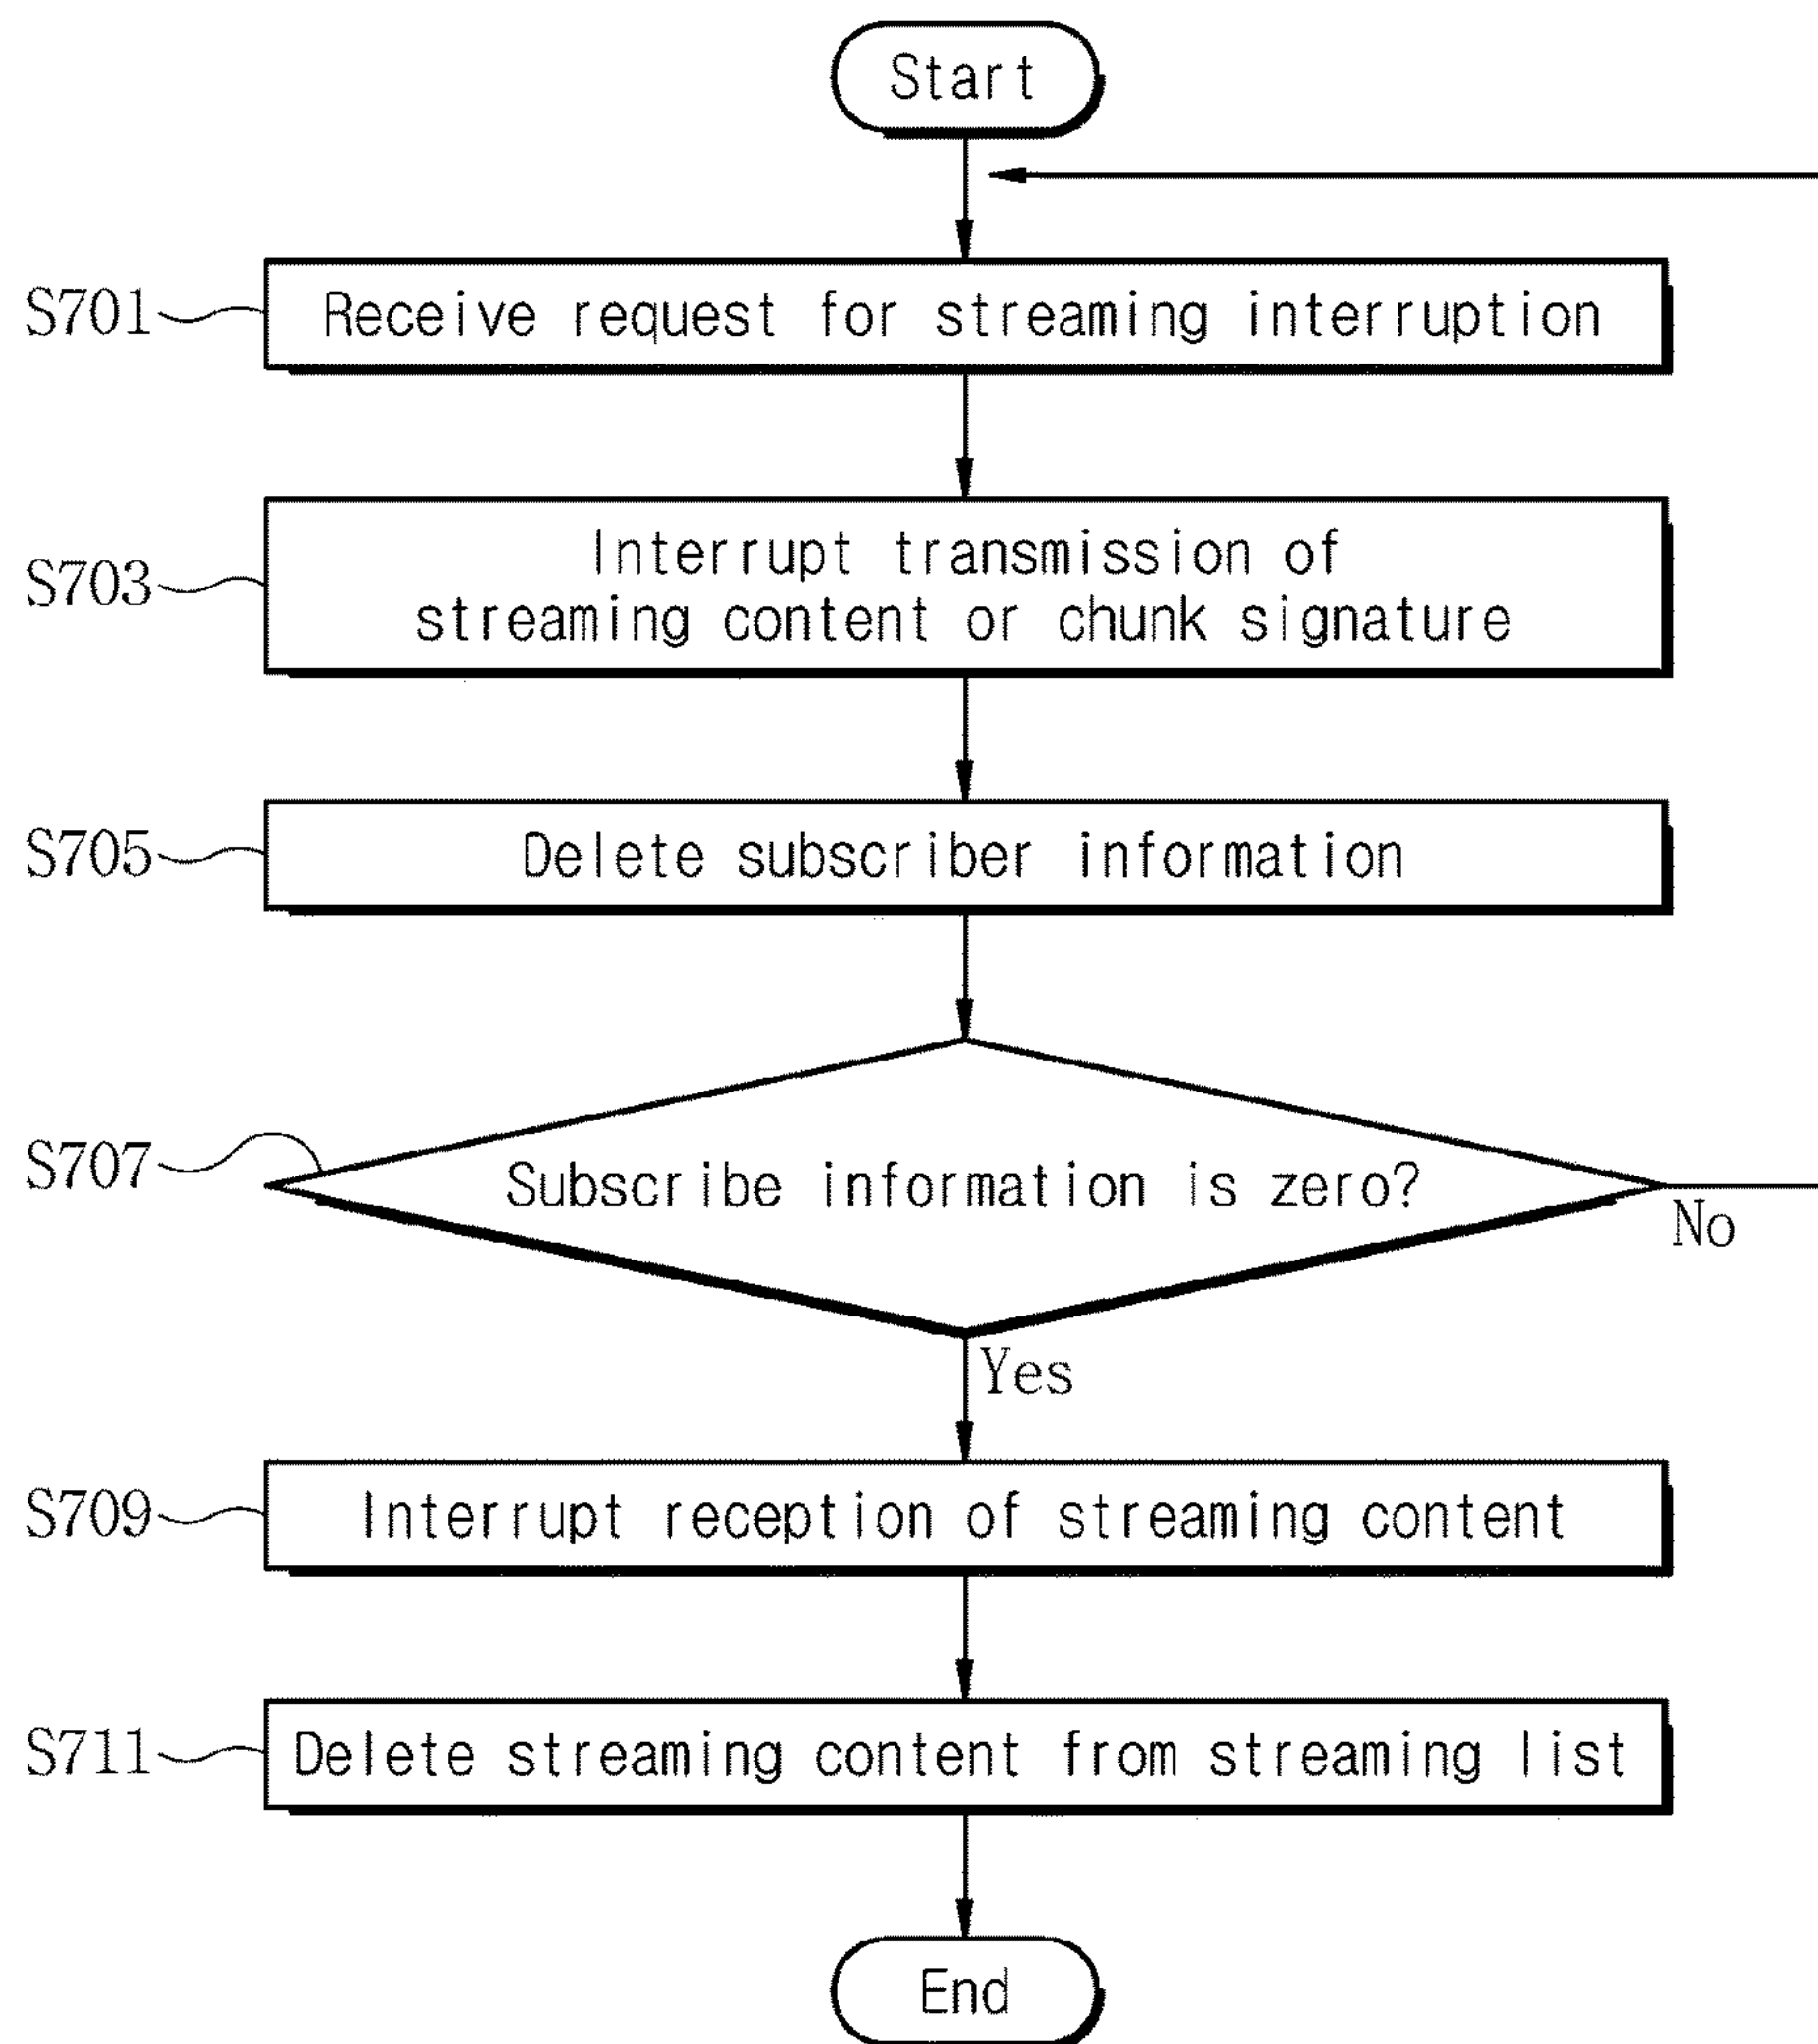 Start
S701
Receive request for streaming interruption
S703
Interrupt transmission of
streaming content or chunk signature
S705
Delete subscriber information
S707
Subscribe information is zero?
No
Yes
S709
Interrupt reception of streaming content
S711
Delete streaming content from streaming list
End